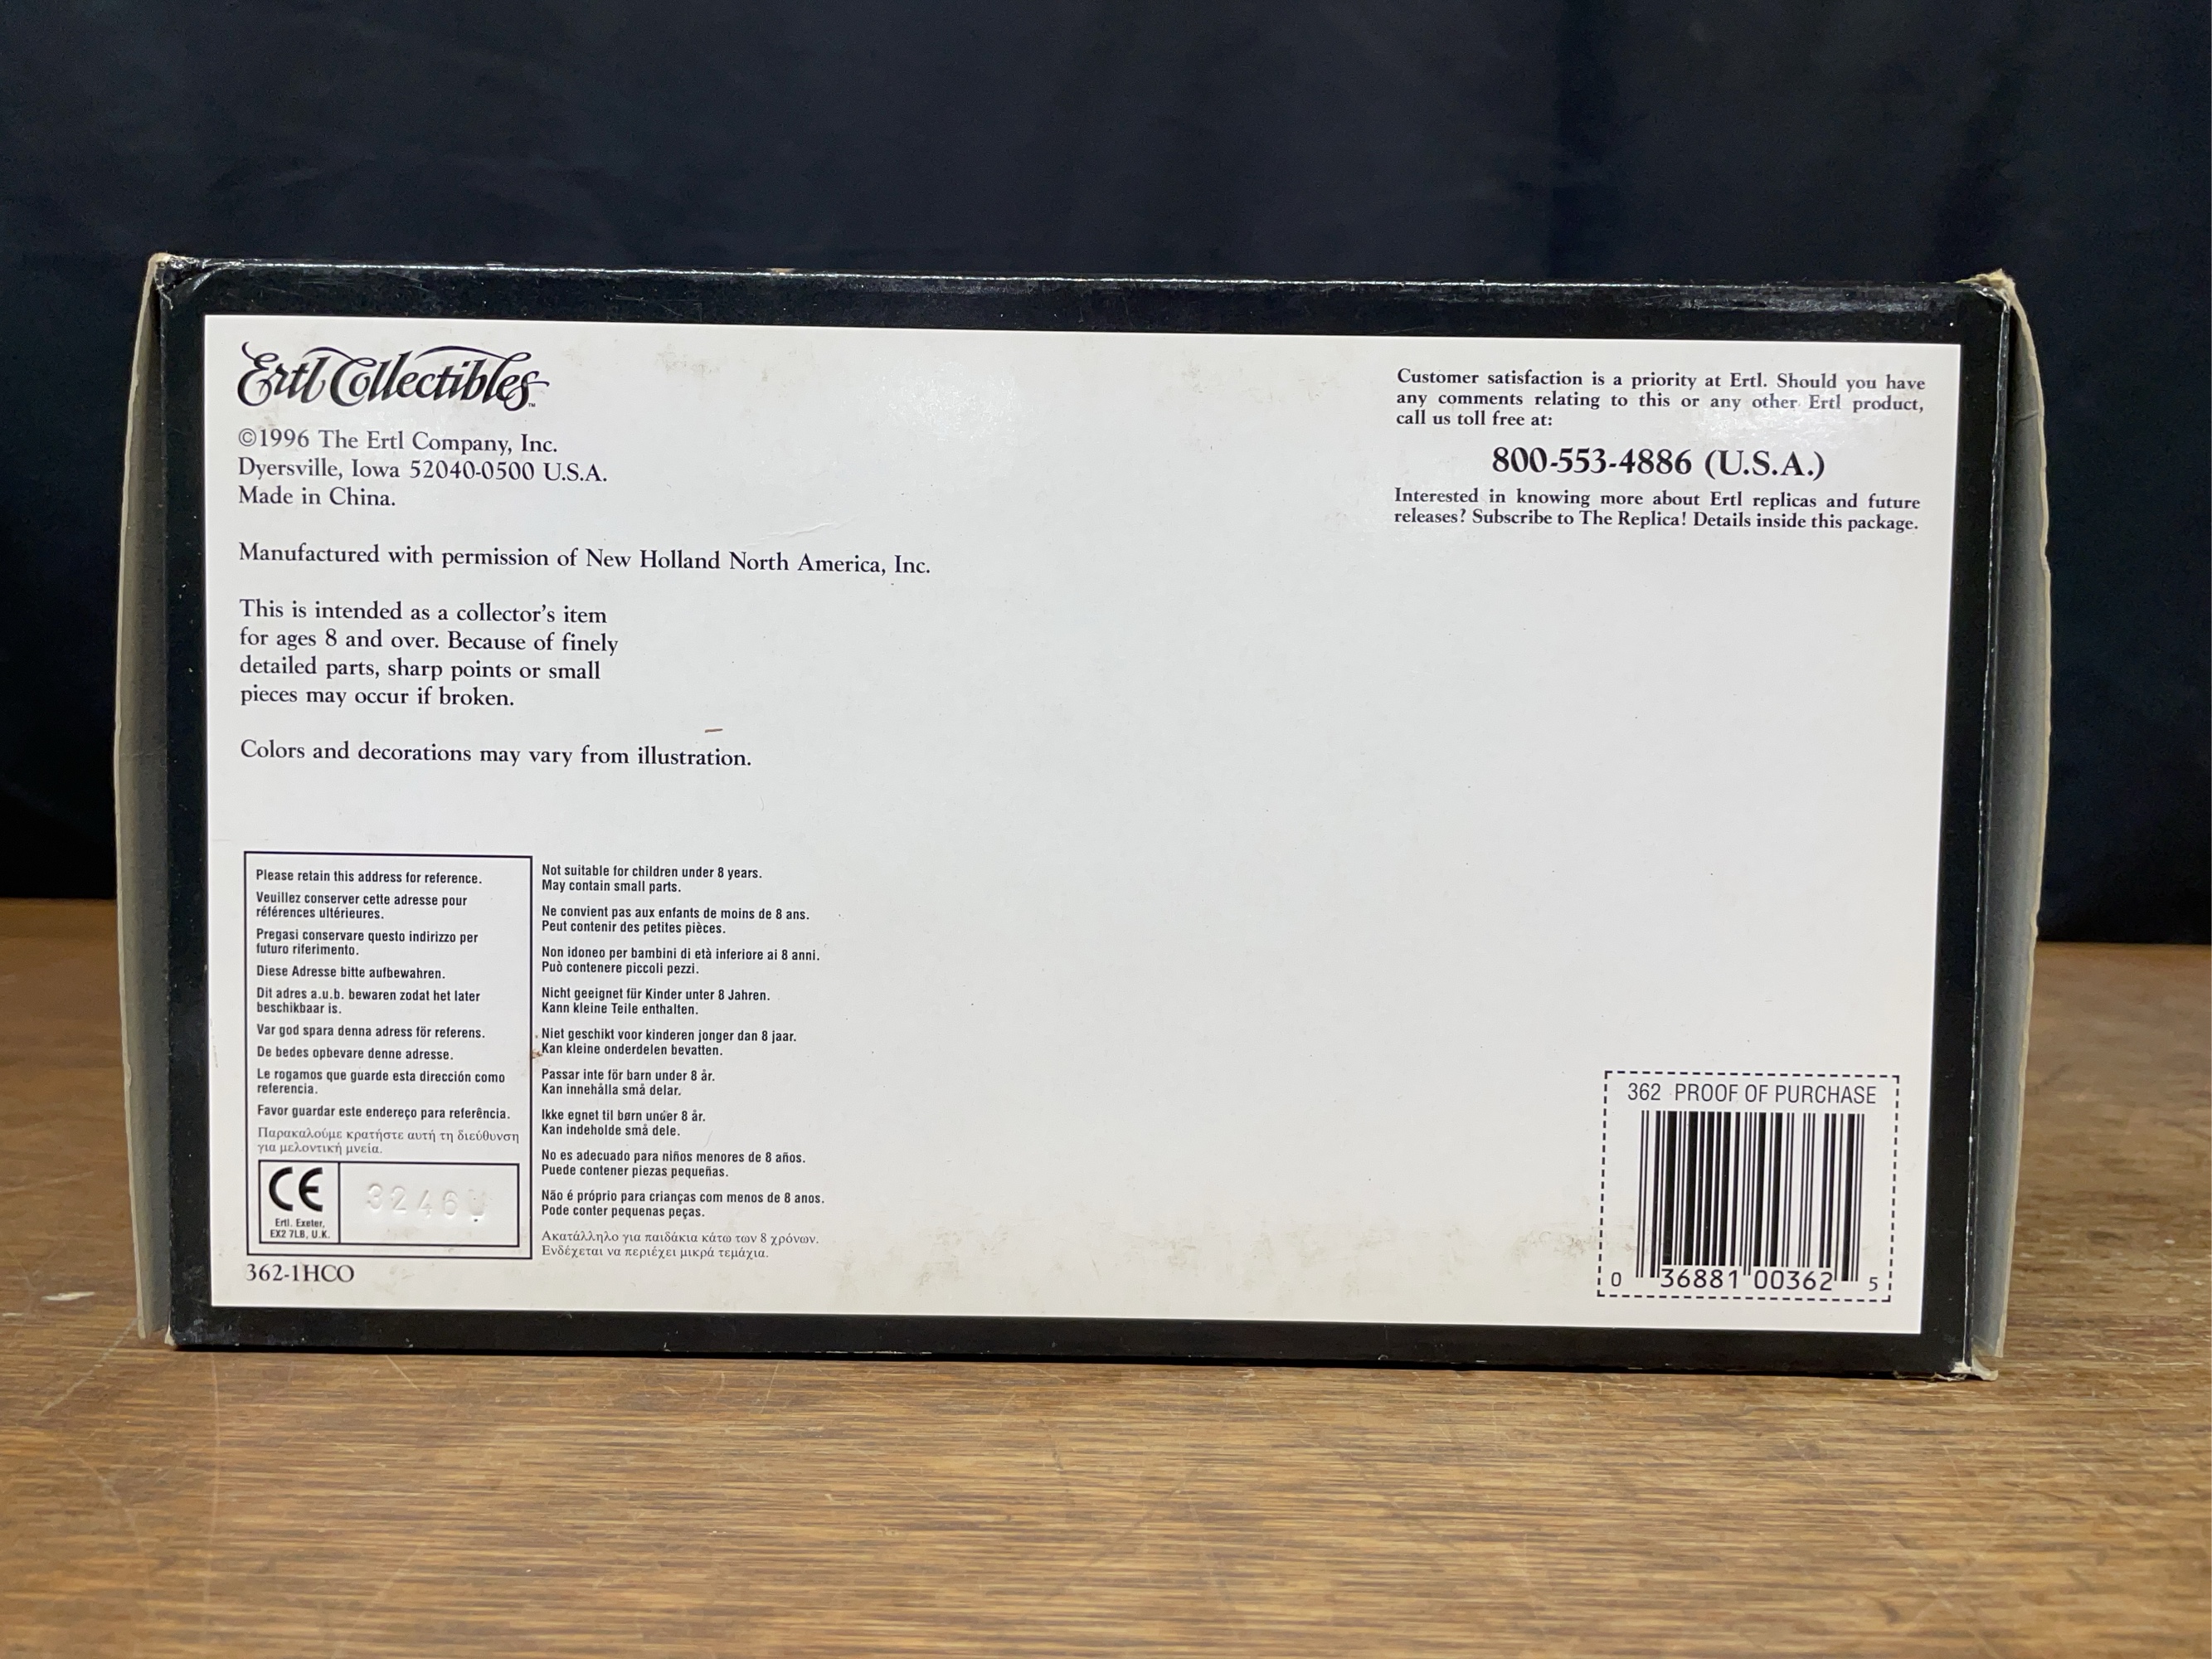 Ertl Collectibles™
©1996 The Ertl Company, Inc.
Dyersville, Iowa 52040-0500 U.S.A.
Made in China.
Manufactured with permission of New Holland North America, Inc.
This is intended as a collector's item
for ages 8 and over. Because of finely
detailed parts, sharp points or small
pieces may occur if broken.
Colors and decorations may vary from illustration.
Customer satisfaction is a priority at Ertl. Should you have
any comments relating to this or any other Ertl product,
call us toll free at:
800-553-4886 (U.S.A.)
Interested in knowing more about Ertl replicas and future
releases? Subscribe to The Replica! Details inside this package.
Please retain this address for reference.
Veuillez conserver cette adresse pour
références ultérieures.
Pregasi conservare questo indirizzo per
futuro riferimento.
Diese Adresse bitte aufbewahren.
Dit adres a.u.b. bewaren zodat het later
beschikbaar is.
Var god spara denna adress för referens.
De bedes opbevare denne adresse.
Le rogamos que guarde esta dirección como
referencia.
Favor guardar este endereço para referência.
Παρακαλούμε κρατήστε αυτή τη διεύθυνση
για μελοντική μνεία.
CE
Ertl. Exeter,
EX2 7LB, U.K.
362-1HCO
Not suitable for children under 8 years.
May contain small parts.
Ne convient pas aux enfants de moins de 8 ans.
Peut contenir des petites pièces.
Non idoneo per bambini di età inferiore ai 8 anni.
Può contenere piccoli pezzi.
Nicht geeignet für Kinder unter 8 Jahren.
Kann kleine Teile enthalten.
Niet geschikt voor kinderen jonger dan 8 jaar.
Kan kleine onderdelen bevatten.
Passar inte för barn under 8 år.
Kan innehålla små delar.
Ikke egnet til børn under 8 år.
Kan indeholde små dele.
No es adecuado para niños menores de 8 años.
Puede contener piezas pequeñas.
Não é próprio para crianças com menos de 8 anos.
Pode conter pequenas peças.
Ακατάλληλο για παιδάκια κάτω των 8 χρόνων.
Ενδέχεται να περιέχει μικρά τεμάχια.
362 PROOF OF PURCHASE
0 36881 00362 5